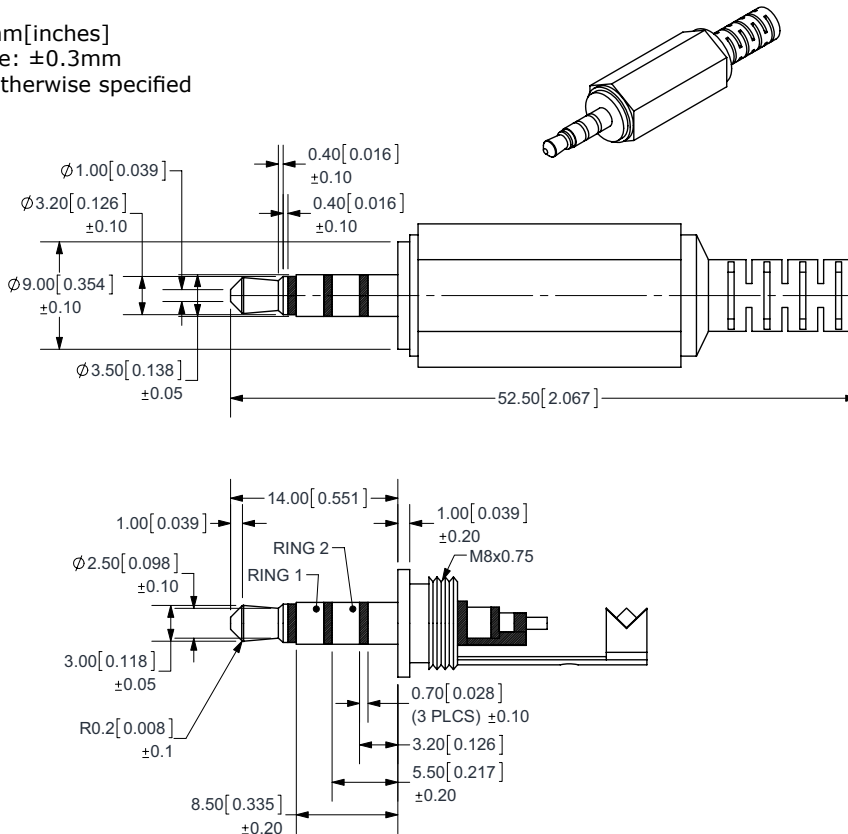 [inches]
: ±0.3mm
otherwise specified
0.40[0.016]
±0.10
Ø1.00[0.039]
Ø3.20[0.126]
±0.10
0.40[0.016]
±0.10
Ø9.00[0.354]
±0.10
Ø3.50[0.138]
±0.05
52.50[2.067]
14.00[0.551]
1.00[0.039]
1.00[0.039]
±0.20
RING 2
M8x0.75
Ø2.50[0.098]
±0.10
RING 1
3.00[0.118]
±0.05
0.70[0.028]
(3 PLCS) ±0.10
R0.2[0.008]
±0.1
3.20[0.126]
5.50[0.217]
±0.20
8.50[0.335]
±0.20